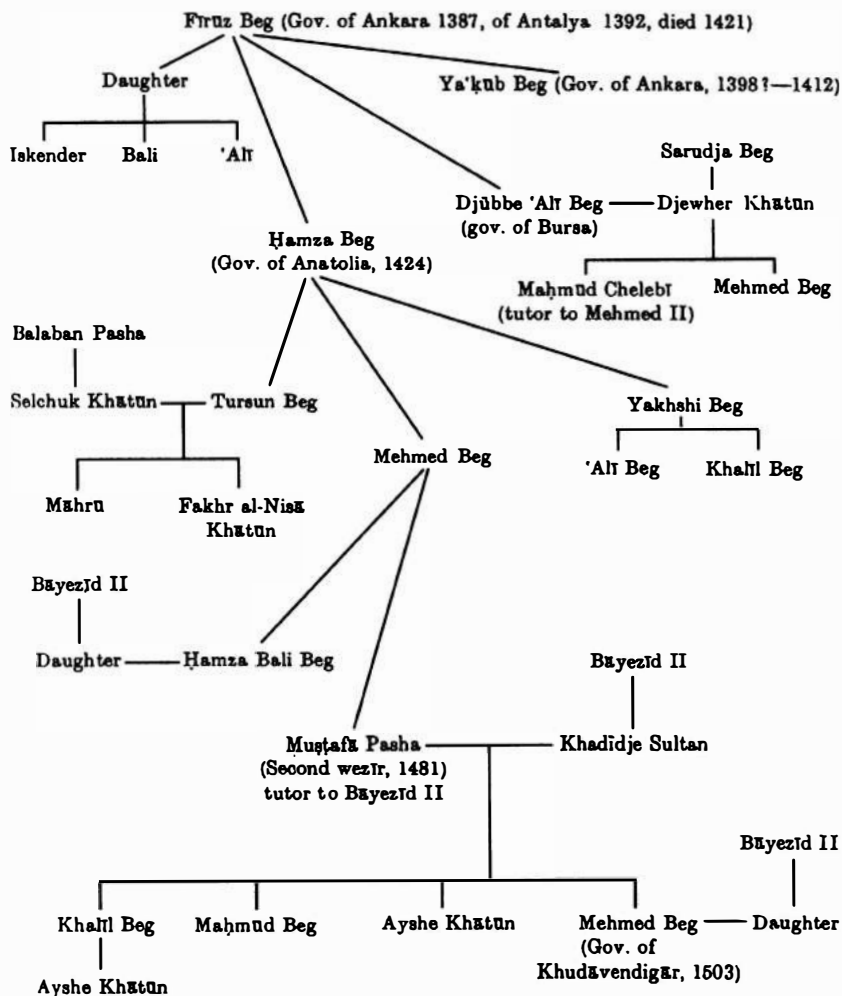 Fīrūz Beg (Gov. of Ankara 1387, of Antalya 1392, died 1421)
Daughter
Ya'ḳūb Beg (Gov. of Ankara, 1398?—1412)
Iskender Bali 'Alī
Sarudja Beg
Djübbe 'Alī Beg Djewher Khātūn
(gov. of Bursa)
Ḥamza Beg
(Gov. of Anatolia, 1424)
Maḥmūd Chelebī Mehmed Beg
(tutor to Mehmed II)
Balaban Pasha
Selchuk Khātūn Tursun Beg
Yakhshi Beg
Mehmed Beg
'Alī Beg Khalīl Beg
Māhrū Fakhr al-Nisā
Khātūn
Bāyezīd II
Daughter Ḥamza Bali Beg
Bāyezīd II
Muṣṭafā Pasha Khadīdje Sultan
(Second wezīr, 1481)
tutor to Bāyezīd II
Bāyezīd II
Khalīl Beg Maḥmūd Beg Ayshe Khātūn Mehmed Beg Daughter
(Gov. of
Khudāvendigār, 1503)
Ayshe Khātūn